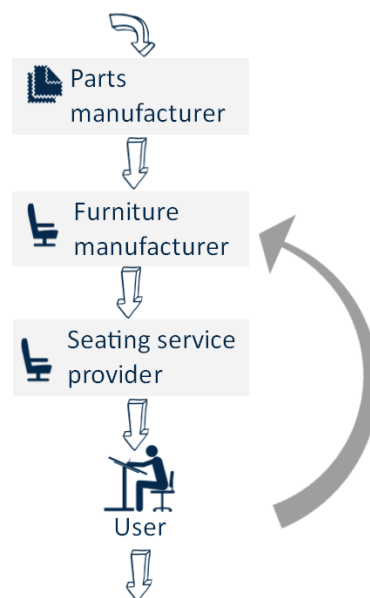 Parts
manufacturer
Furniture
manufacturer
Seating service
provider
User